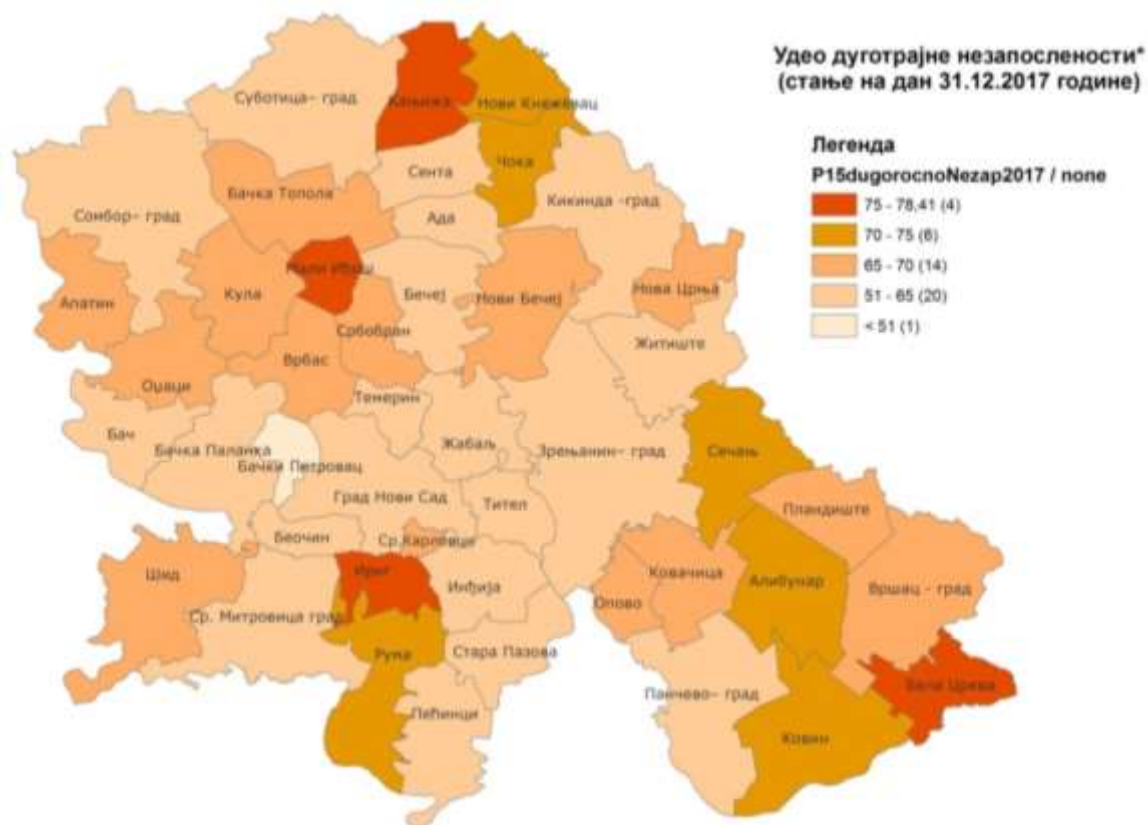 Удео дуготрајне незапослености*
(стање на дан 31.12.2017 године)
Легенда
P15dugorocnoNezap2017 / none
75 - 78,41 (4)
70 - 75 (6)
65 - 70 (14)
51 - 65 (20)
< 51 (1)
Суботица- град
Кањижа
Нови Кнежевац
Чока
Сента
Бачка Топола
Сомбор- град
Ада
Кикинда -град
Мали Иђош
Апатин
Кула
Бечеј
Нови Бечеј
Нова Црња
Србобран
Житиште
Врбас
Оџаци
Темерин
Бач
Бачка Паланка
Жабаљ
Зрењанин- град
Сечањ
Бачки Петровац
Град Нови Сад
Тител
Пландиште
Беочин
Ср.Карловци
Шид
Ириг
Инђија
Ковачица
Алибунар
Вршац - град
Опово
Ср. Митровица град
Рума
Стара Пазова
Панчево- град
Бела Црква
Пећинци
Ковин